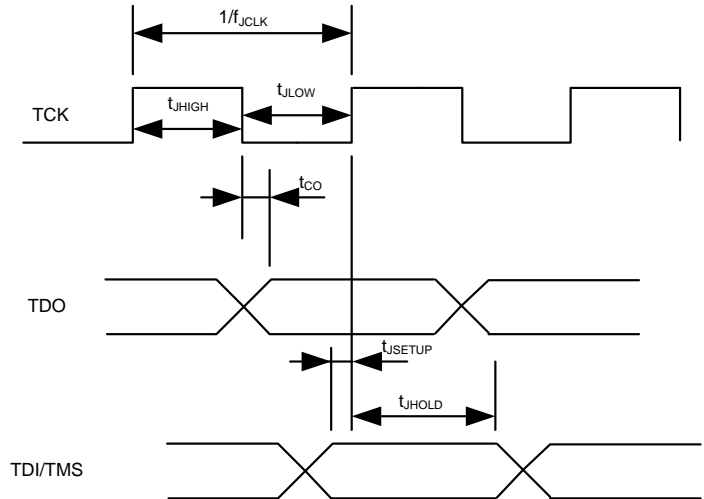 1/fJCLK
TCK
tJHIGH
tJLOW
tCO
TDO
tJSETUP
tJHOLD
TDI/TMS